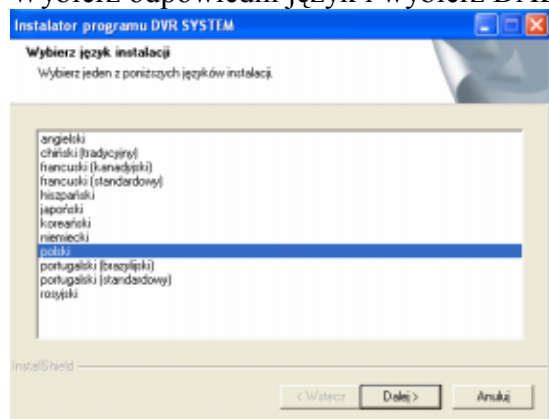 Wybierz odpowiedni język i wybierz
Instalator programu DVR SYSTEM
Wybierz język instalacji
Wybierz jeden z poniższych języków instalacji.
angielski
chiński (tradycyjny)
francuski (kanadyjski)
francuski (standardowy)
hiszpański
japoński
koreański
niemiecki
polski
portugalski (brazylijski)
portugalski (standardowy)
rosyjski
InstallShield
< Wstecz
Dalej >
Anuluj